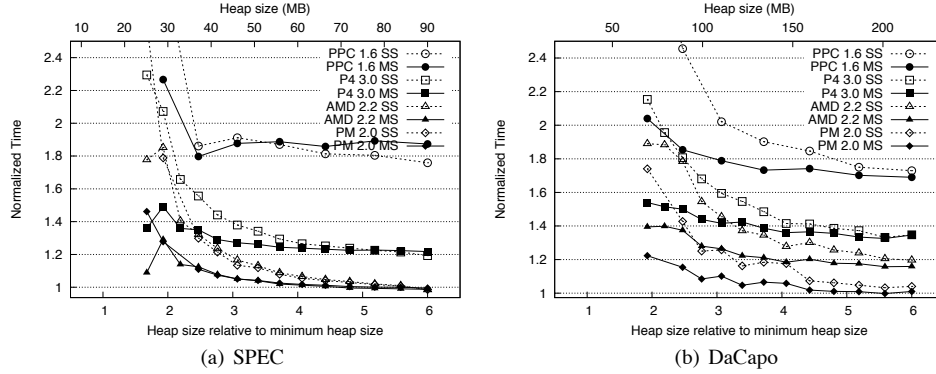 Heap size (MB)
10 20 30 40 50 60 70 80 90
PPC 1.6 SS
PPC 1.6 MS
P4 3.0 SS
P4 3.0 MS
AMD 2.2 SS
AMD 2.2 MS
PM 2.0 SS
PM 2.0 MS
Normalized Time
2.4
2.2
2
1.8
1.6
1.4
1.2
1
1 2 3 4 5 6
Heap size relative to minimum heap size
(a) SPEC
Heap size (MB)
50 100 150 200
PPC 1.6 SS
PPC 1.6 MS
P4 3.0 SS
P4 3.0 MS
AMD 2.2 SS
AMD 2.2 MS
PM 2.0 SS
PM 2.0 MS
Normalized Time
2.4
2.2
2
1.8
1.6
1.4
1.2
1
1 2 3 4 5 6
Heap size relative to minimum heap size
(b) DaCapo